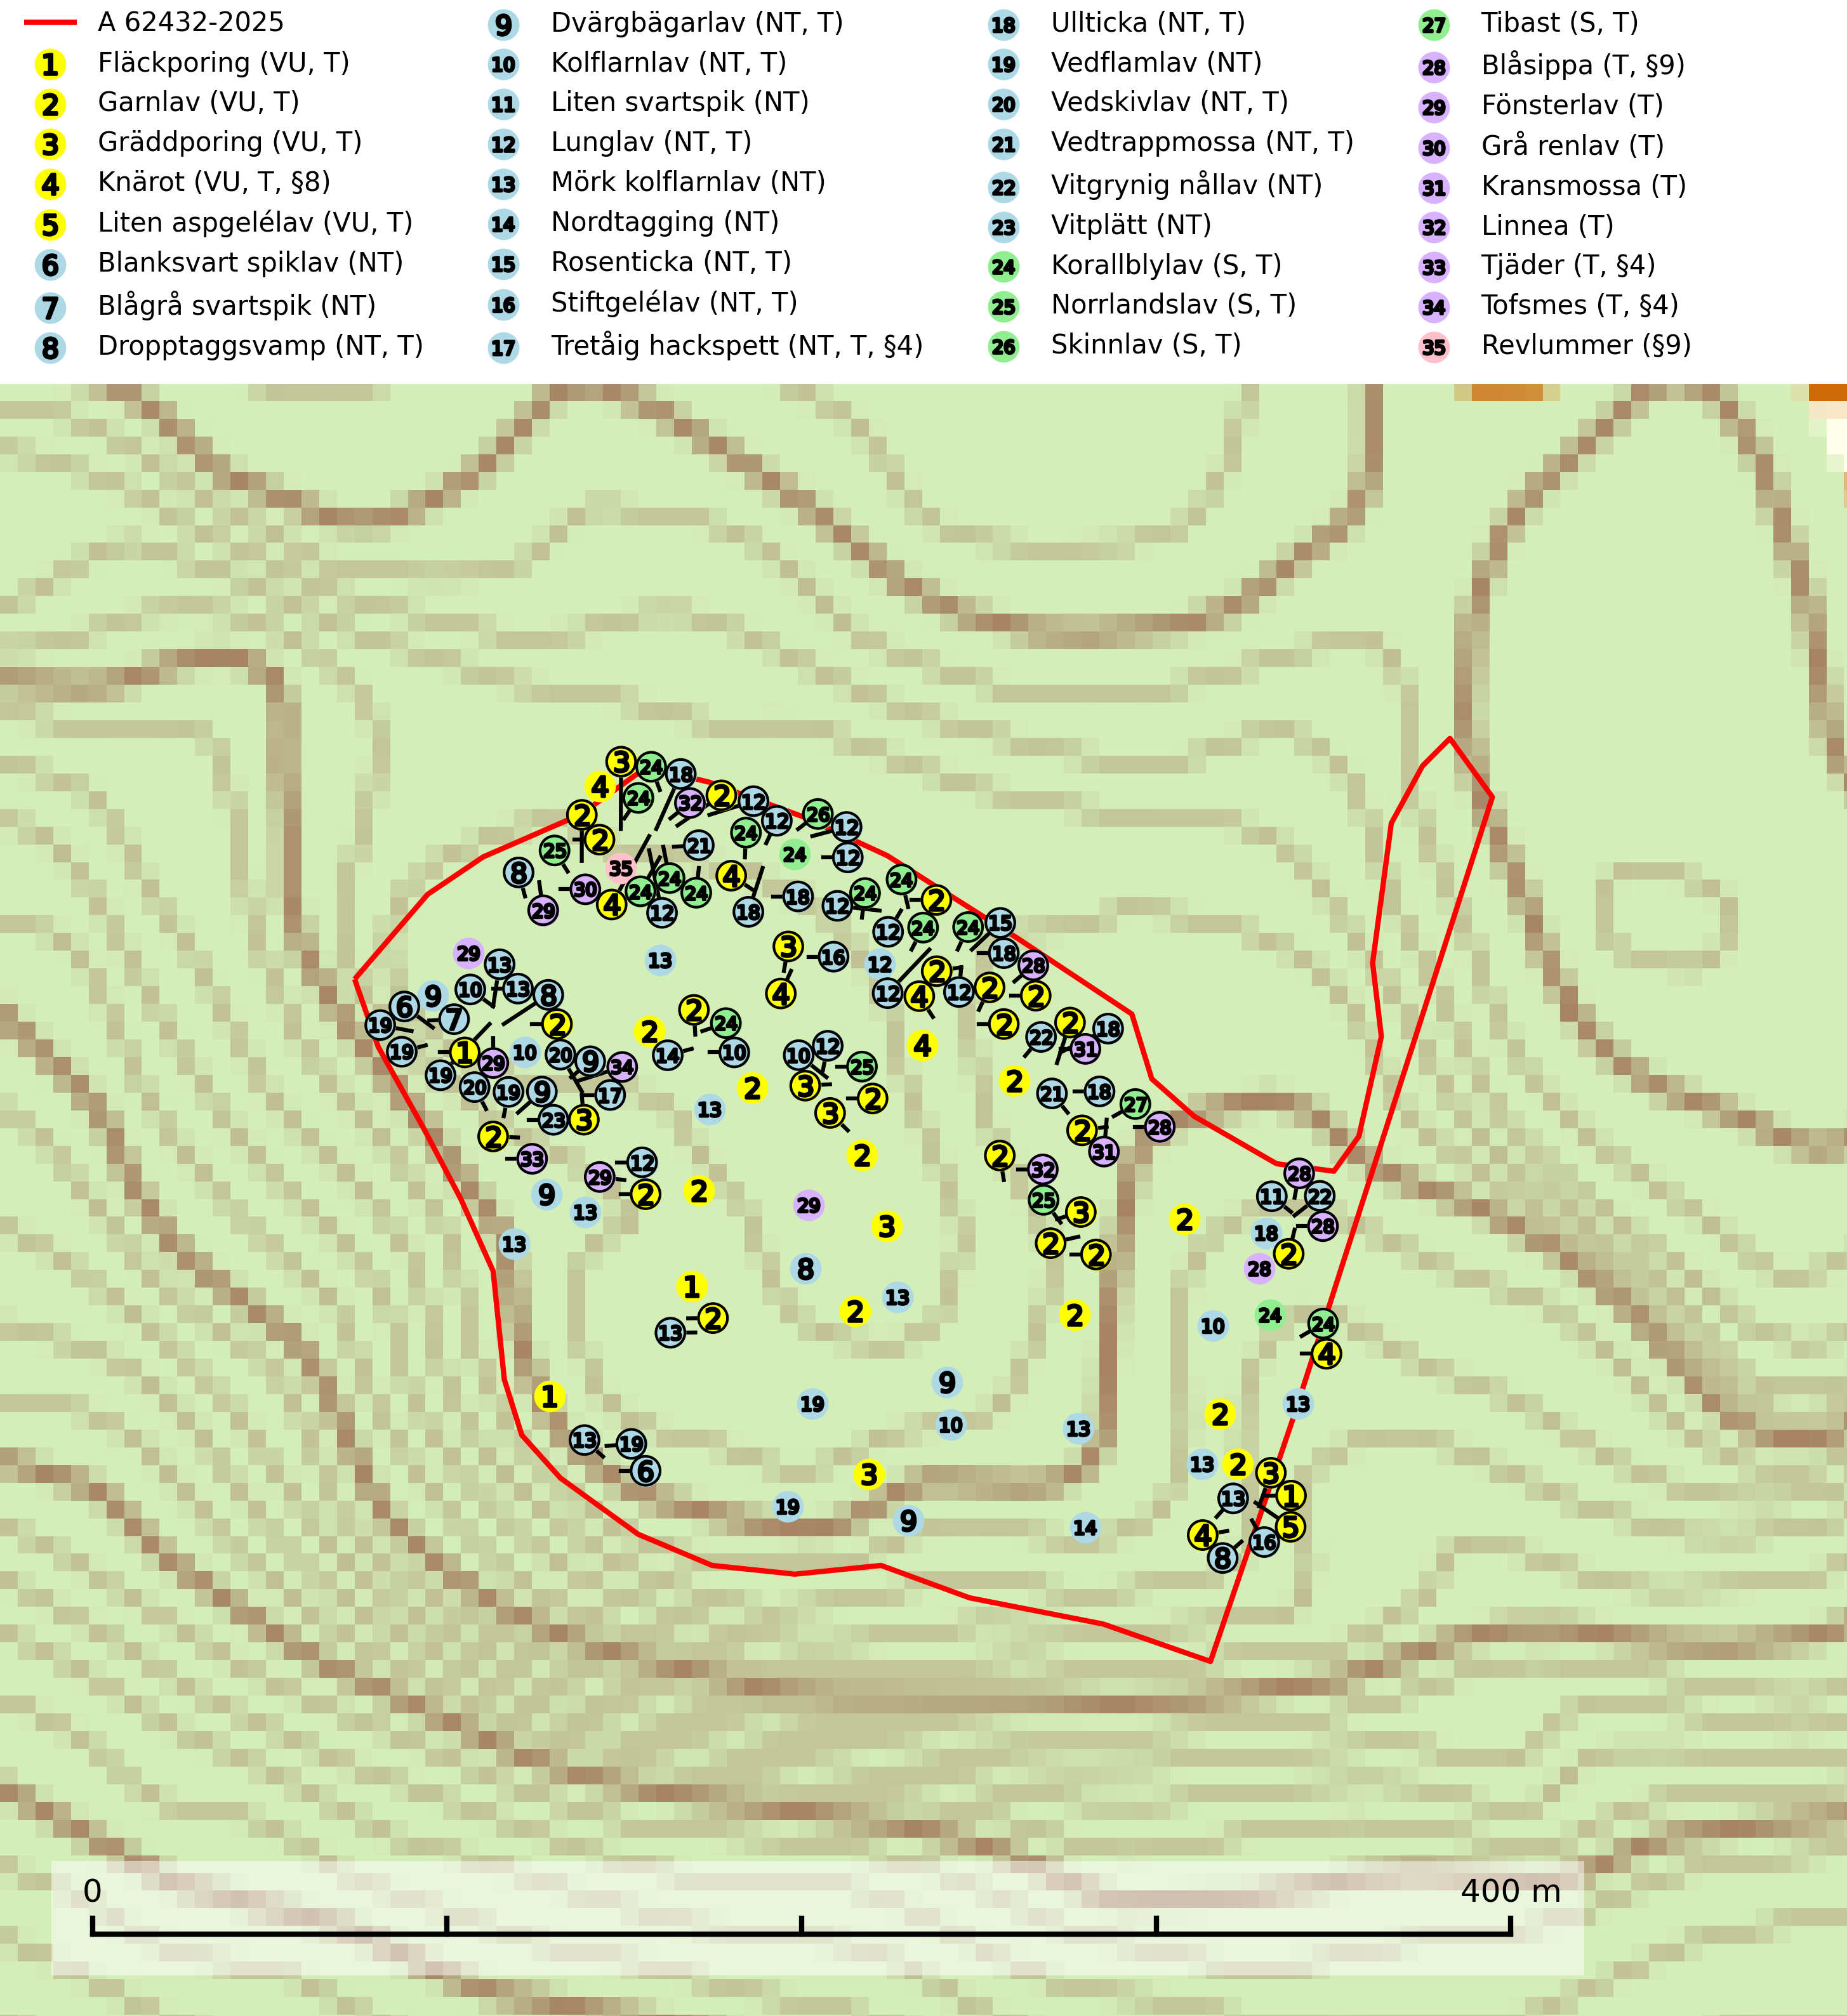 A 62432-2025
1 Fläckporing (VU, T)
2 Garnlav (VU, T)
3 Gräddporing (VU, T)
4 Knärot (VU, T, §8)
5 Liten aspgelélav (VU, T)
6 Blanksvart spiklav (NT)
7 Blågrå svartspik (NT)
8 Dropptaggsvamp (NT, T)
9 Dvärgbägarlav (NT, T)
10 Kolflarnlav (NT, T)
11 Liten svartspik (NT)
12 Lunglav (NT, T)
13 Mörk kolflarnlav (NT)
14 Nordtagging (NT)
15 Rosenticka (NT, T)
16 Stiftgelélav (NT, T)
17 Tretåig hackspett (NT, T, §4)
18 Ullticka (NT, T)
19 Vedflamlav (NT)
20 Vedskivlav (NT, T)
21 Vedtrappmossa (NT, T)
22 Vitgrynig nållav (NT)
23 Vitplätt (NT)
24 Korallblylav (S, T)
25 Norrlandslav (S, T)
26 Skinnlav (S, T)
27 Tibast (S, T)
28 Blåsippa (T, §9)
29 Fönsterlav (T)
30 Grå renlav (T)
31 Kransmossa (T)
32 Linnea (T)
33 Tjäder (T, §4)
34 Tofsmes (T, §4)
35 Revlummer (§9)
0 400 m